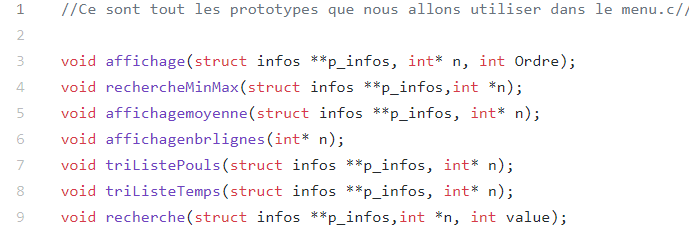 1 //Ce sont tout les prototypes que nous allons utiliser dans le menu.c//
2
3 void affichage(struct infos **p_infos, int* n, int Ordre);
4 void rechercheMinMax(struct infos **p_infos,int *n);
5 void affichagemoyenne(struct infos **p_infos, int* n);
6 void affichagenbrlignes(int* n);
7 void triListePouls(struct infos **p_infos, int* n);
8 void triListeTemps(struct infos **p_infos, int* n);
9 void recherche(struct infos **p_infos,int *n, int value);